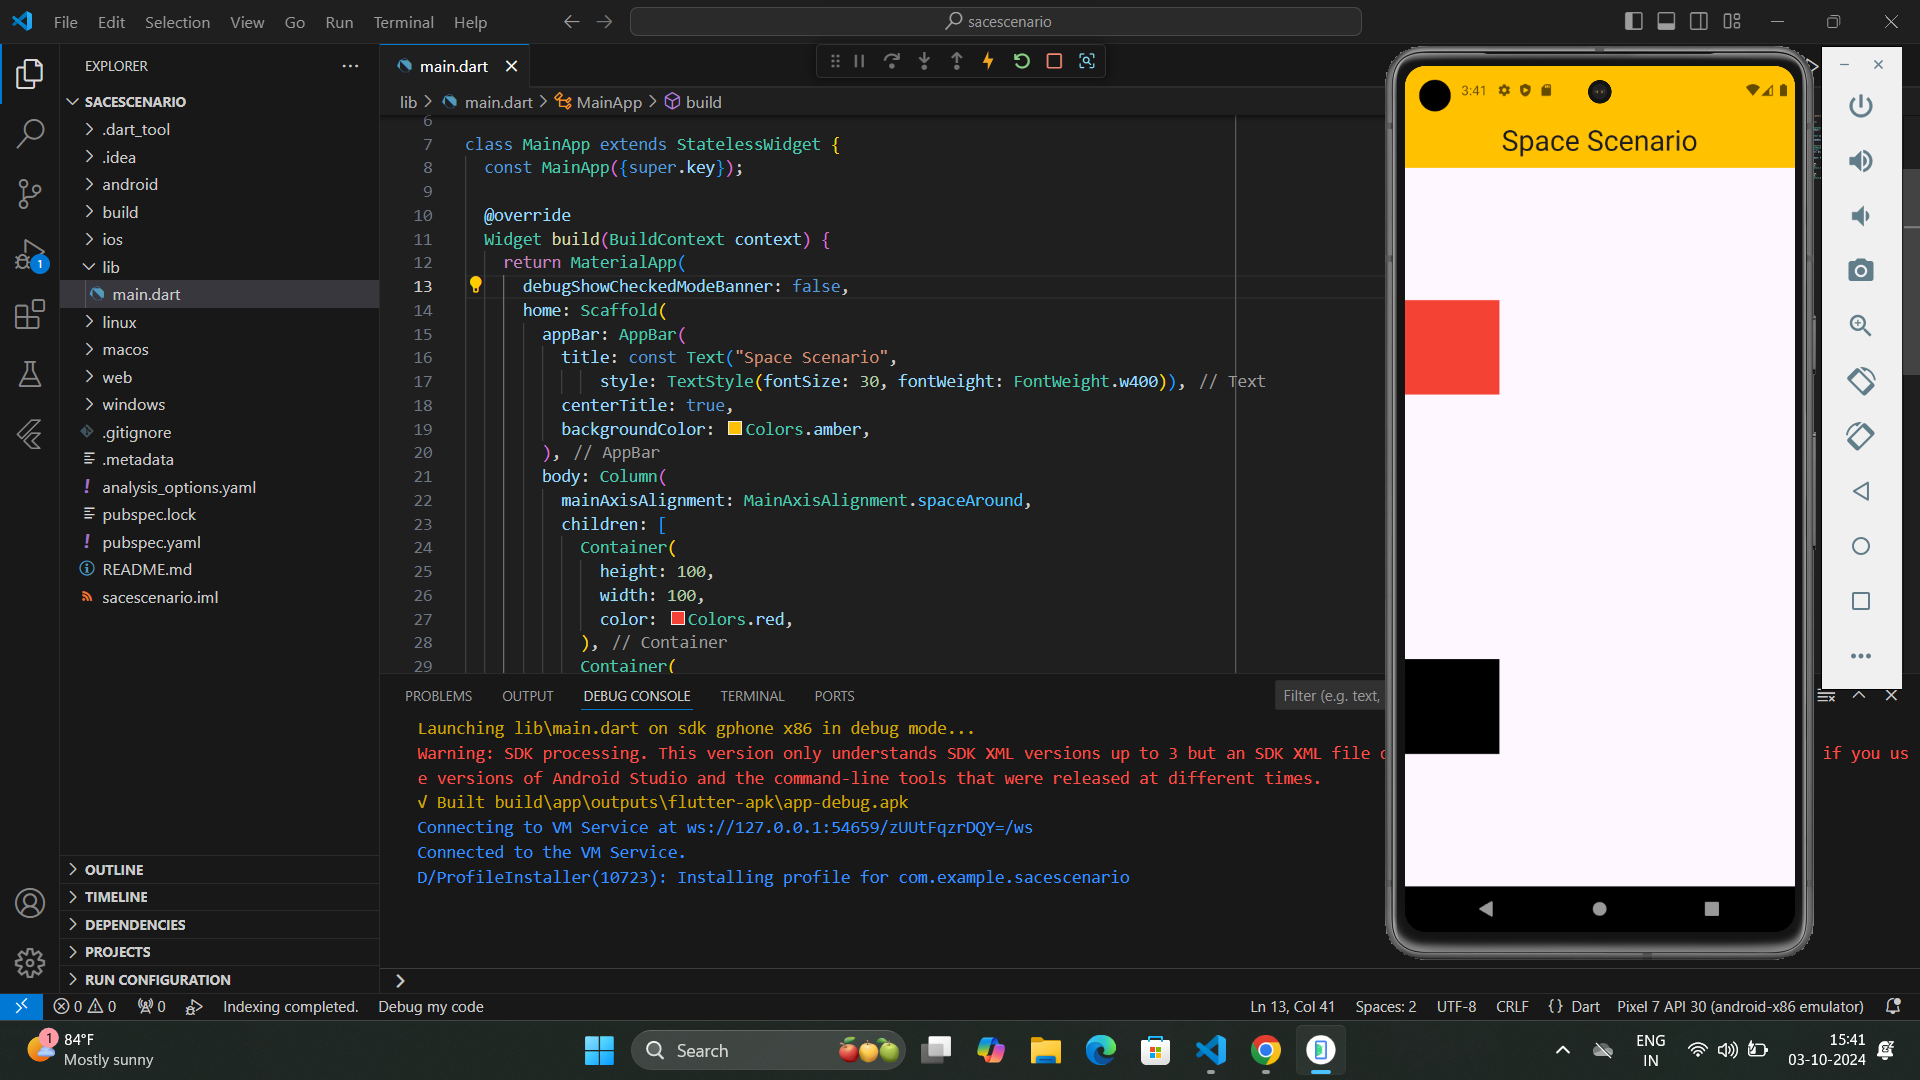 File Edit Selection View Go Run Terminal Help
sacescenario
EXPLORER
SACESCENARIO
.dart_tool
.idea
android
build
ios
lib
main.dart
linux
macos
web
windows
.gitignore
.metadata
analysis_options.yaml
pubspec.lock
pubspec.yaml
README.md
sacescenario.iml
OUTLINE
TIMELINE
DEPENDENCIES
PROJECTS
RUN CONFIGURATION
1
main.dart
lib > main.dart > MainApp > build
6
7 class MainApp extends StatelessWidget {
8 const MainApp({super.key});
9
10 @override
11 Widget build(BuildContext context) {
12 return MaterialApp(
13 debugShowCheckedModeBanner: false,
14 home: Scaffold(
15 appBar: AppBar(
16 title: const Text("Space Scenario",
17 style: TextStyle(fontSize: 30, fontWeight: FontWeight.w400)), // Text
18 centerTitle: true,
19 backgroundColor: Colors.amber,
20 ), // AppBar
21 body: Column(
22 mainAxisAlignment: MainAxisAlignment.spaceAround,
23 children: [
24 Container(
25 height: 100,
26 width: 100,
27 color: Colors.red,
28 ), // Container
29 Container(
PROBLEMS OUTPUT DEBUG CONSOLE TERMINAL PORTS
Filter (e.g. text,
Launching lib\main.dart on sdk gphone x86 in debug mode...
Warning: SDK processing. This version only understands SDK XML versions up to 3 but an SDK XML file if you us
e versions of Android Studio and the command-line tools that were released at different times.
√ Built build\app\outputs\flutter-apk\app-debug.apk
Connecting to VM Service at ws://127.0.0.1:54659/zUUtFqzrDQY=/ws
Connected to the VM Service.
D/ProfileInstaller(10723): Installing profile for com.example.sacescenario
3:41
Space Scenario
0 0 0 Indexing completed. Debug my code
Ln 13, Col 41 Spaces: 2 UTF-8 CRLF {} Dart Pixel 7 API 30 (android-x86 emulator)
1
84°F
Mostly sunny
Search
ENG
IN
15:41
03-10-2024